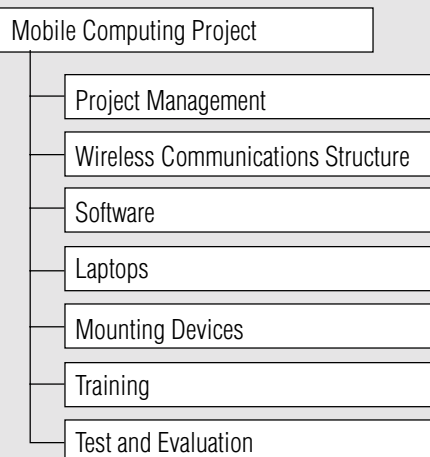 Mobile Computing Project
Project Management
Wireless Communications Structure
Software
Laptops
Mounting Devices
Training
Test and Evaluation